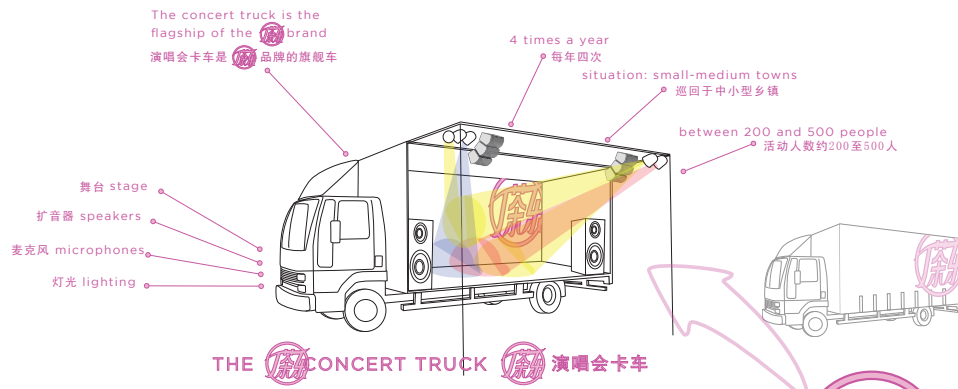 The concert truck is the
flagship of the brand
演唱会卡车是 品牌的旗舰车
4 times a year
每年四次
situation: small-medium towns
巡回于中小型乡镇
between 200 and 500 people
活动人数约200至500人
舞台 stage
扩音器 speakers
麦克风 microphones
灯光 lighting
THE CONCERT TRUCK 演唱会卡车